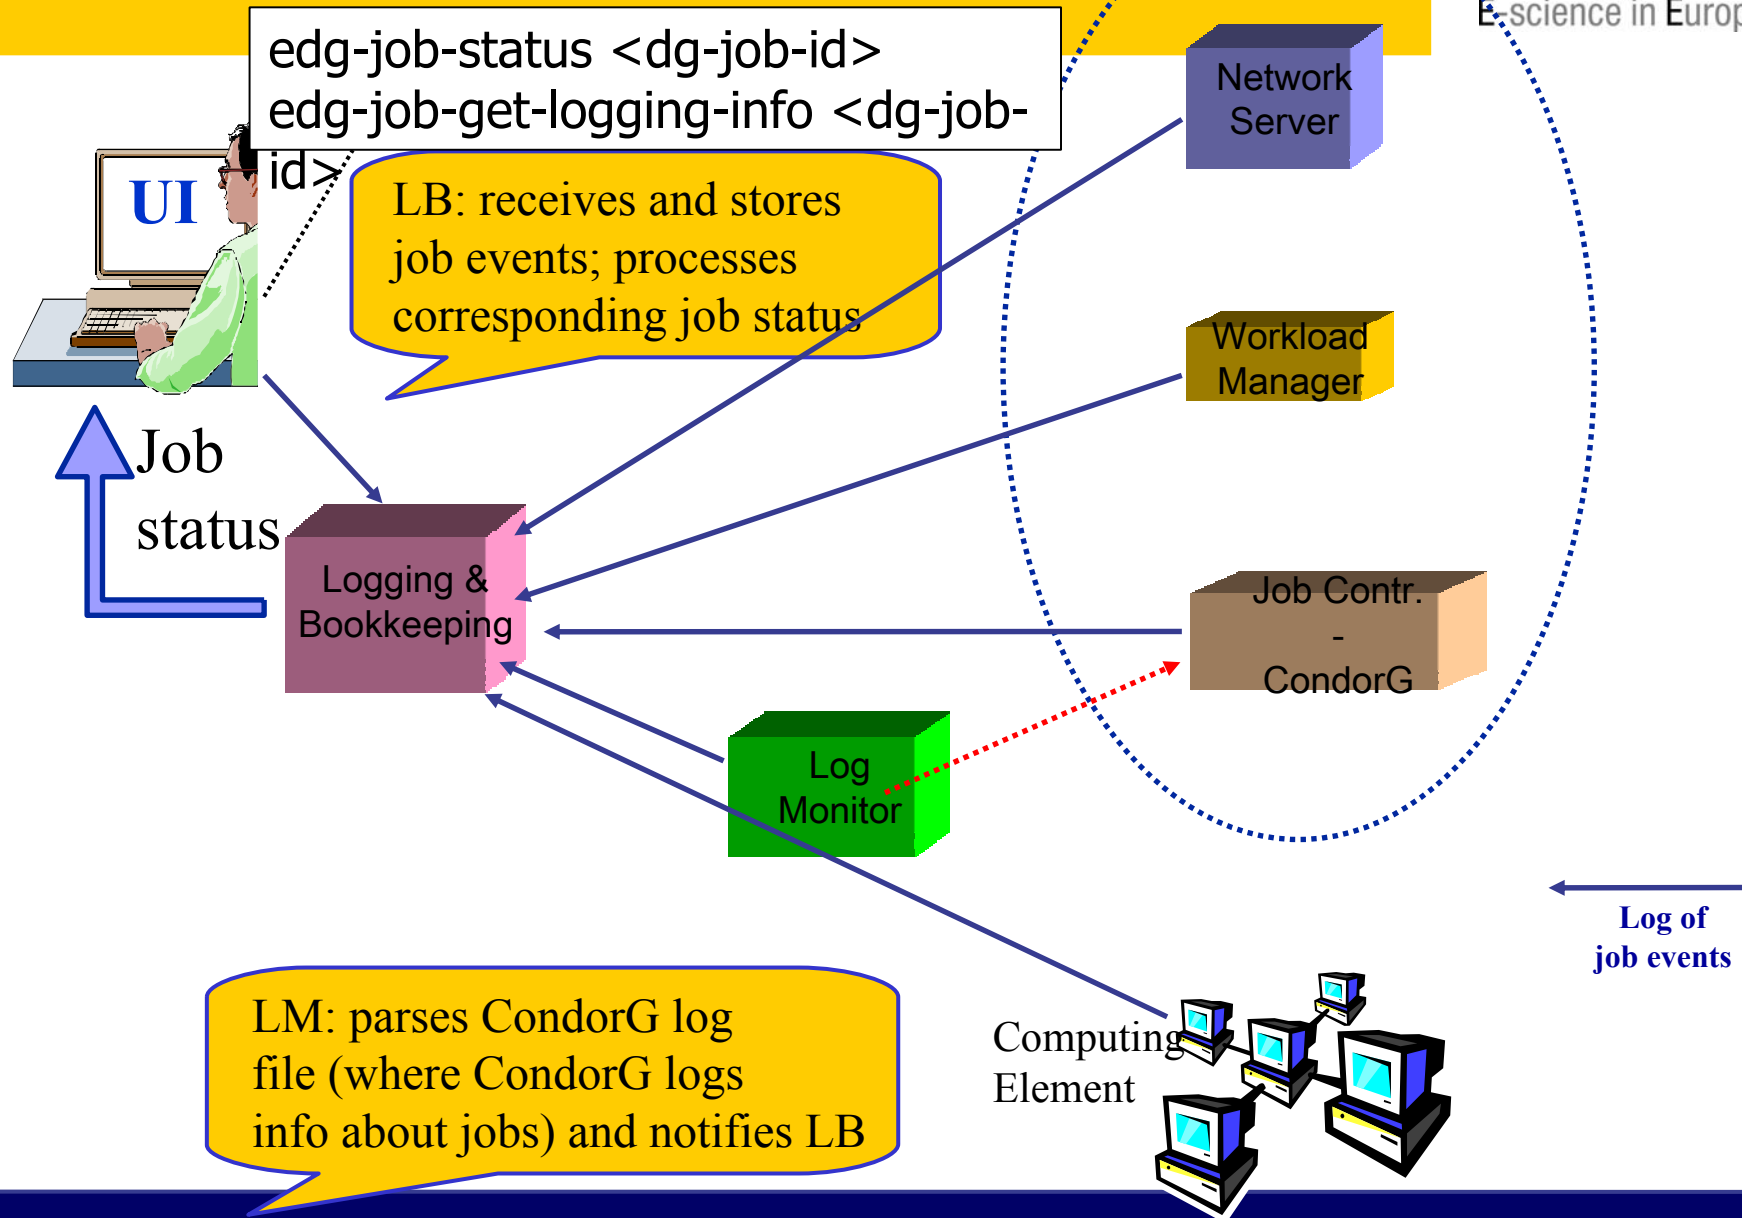 E-science in Europ
edg-job-status <dg-job-id>
edg-job-get-logging-info <dg-job-
id>
UI
LB: receives and stores
job events; processes
corresponding job status
Network
Server
Workload
Manager
Job
status
Logging &
Bookkeeping
Job Contr.
-
CondorG
Log
Monitor
Log of
job events
LM: parses CondorG log
file (where CondorG logs
info about jobs) and notifies LB
Computing
Element